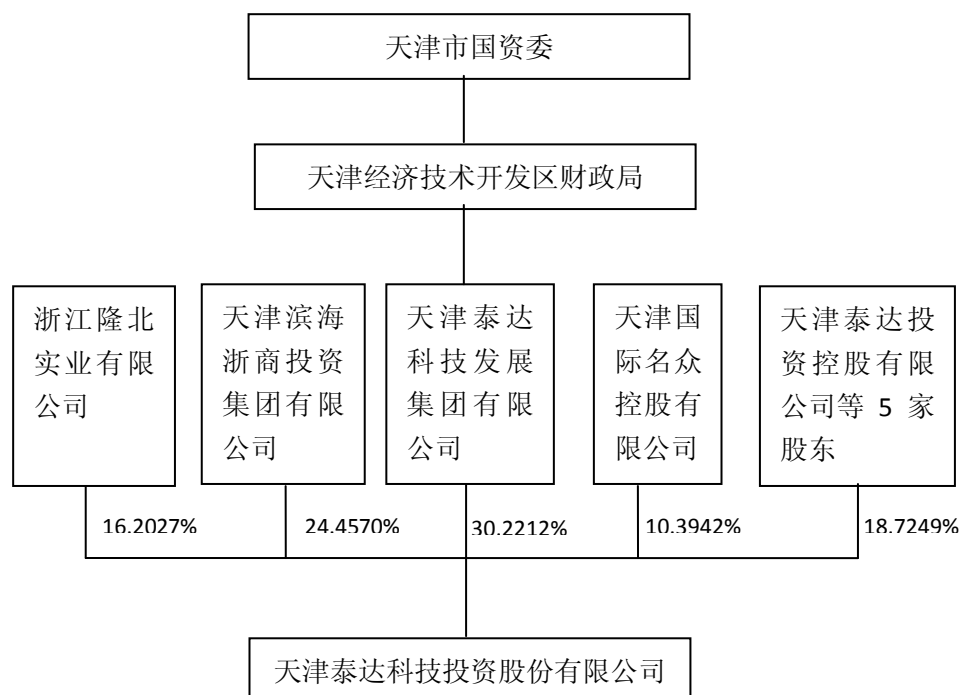 天津市国资委
天津经济技术开发区财政局
浙江隆北
实业有限
公司
天津滨海
浙商投资
集团有限
公司
天津泰达
科技发展
集团有限
公司
天津国
际名众
控股有
限公司
天津泰达投
资控股有限
公司等 5 家
股东
16.2027%
24.4570%
30.2212%
10.3942%
18.7249%
天津泰达科技投资股份有限公司